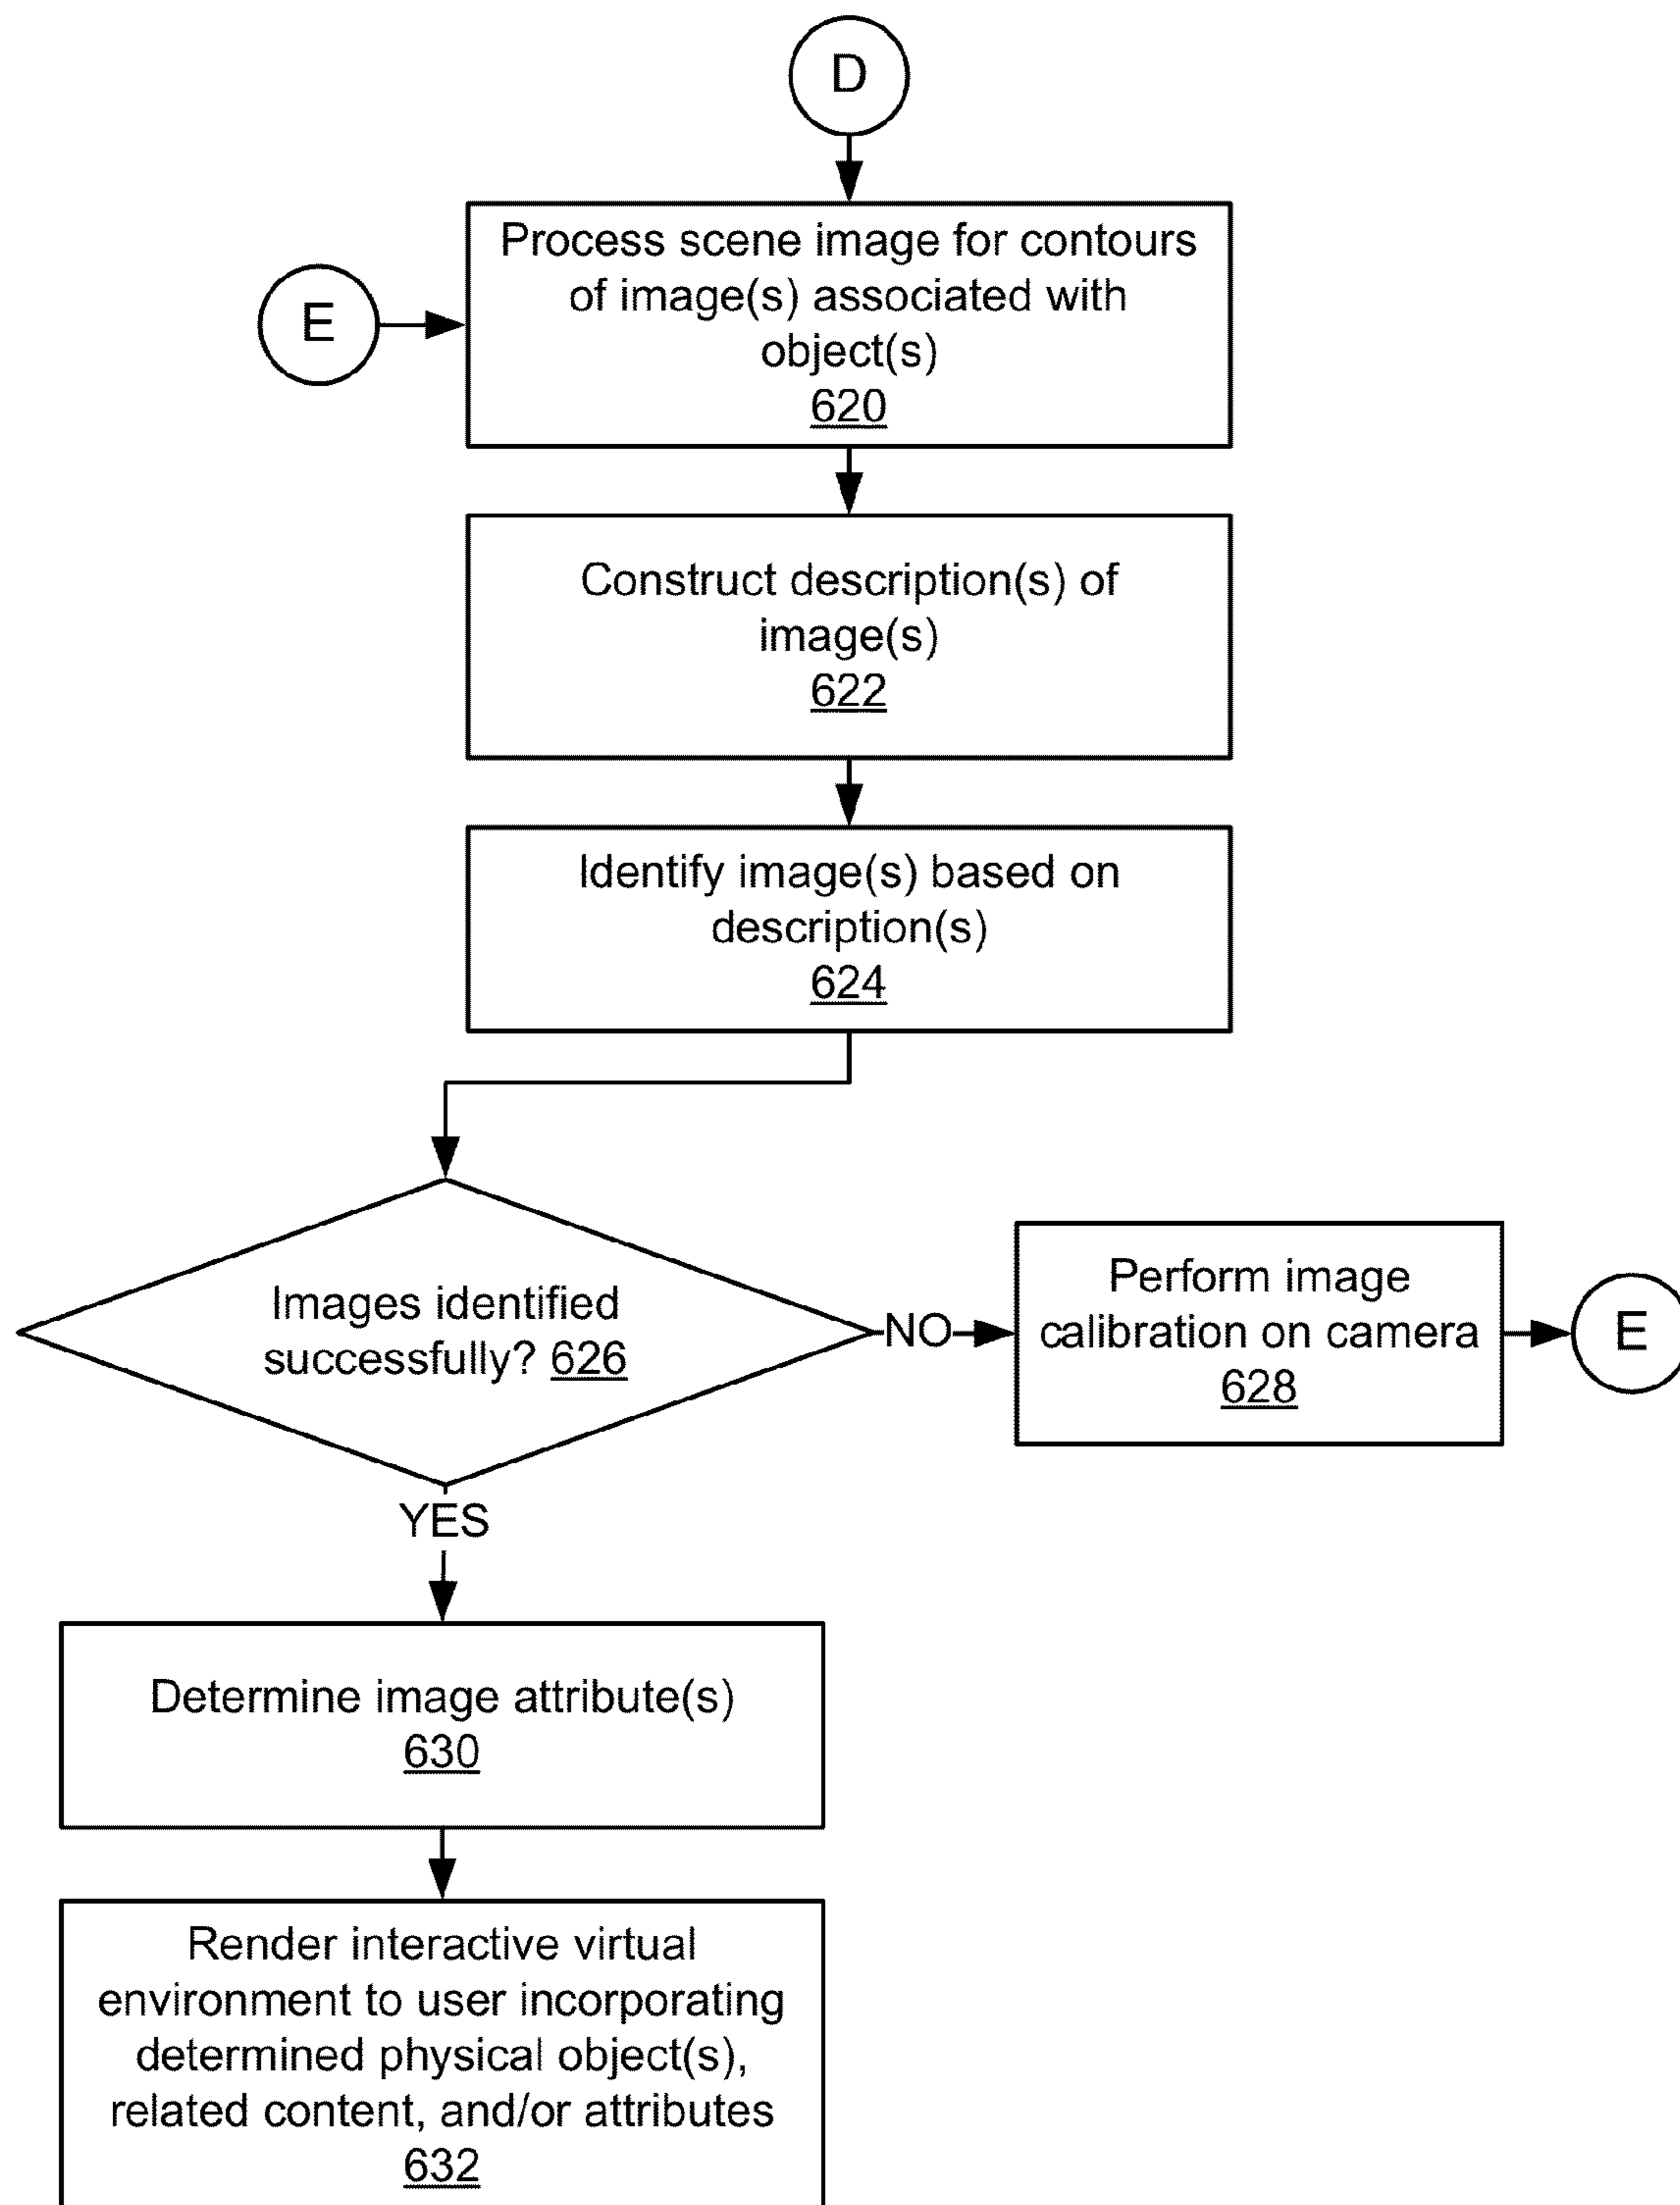 D
Process scene image for contours
of image(s) associated with
object(s)
620
E
Construct description(s) of
image(s)
622
Identify image(s) based on
description(s)
624
Images identified
successfully? 626
NO
Perform image
calibration on camera
628
E
YES
Determine image attribute(s)
630
Render interactive virtual
environment to user incorporating
determined physical object(s),
related content, and/or attributes
632